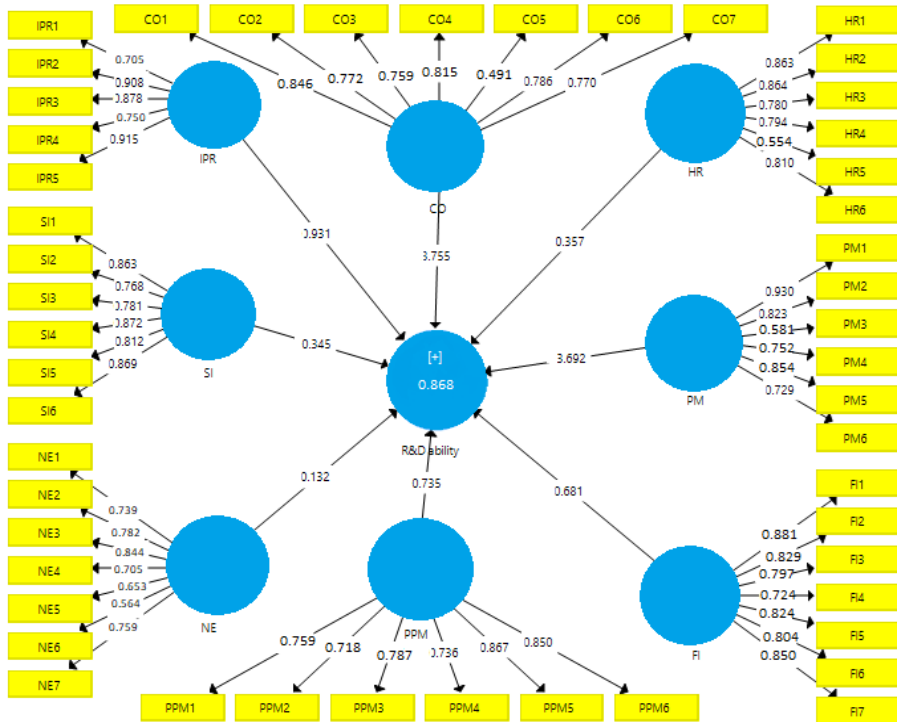 IPR1
IPR2
IPR3
IPR4
IPR5
0.705
0.908
0.878
0.750
0.915
IPR
CO1
CO2
CO3
CO4
CO5
CO6
CO7
0.846
0.772
0.759
0.815
0.491
0.786
0.770
CO
HR1
HR2
HR3
HR4
HR5
HR6
0.863
0.864
0.780
0.794
0.554
0.810
HR
SI1
SI2
SI3
SI4
SI5
SI6
0.863
0.768
0.781
0.872
0.812
0.869
SI
0.931
3.755
0.357
0.345
3.692
[+]
0.868
R&D ability
PM1
PM2
PM3
PM4
PM5
PM6
0.930
0.823
0.581
0.752
0.854
0.729
PM
NE1
NE2
NE3
NE4
NE5
NE6
NE7
0.739
0.782
0.844
0.705
0.653
0.564
0.759
NE
0.132
0.735
0.681
PPM
0.759
0.718
0.787
0.736
0.867
0.850
PPM1
PPM2
PPM3
PPM4
PPM5
PPM6
FI1
FI2
FI3
FI4
FI5
FI6
FI7
0.881
0.829
0.797
0.724
0.824
0.804
0.850
FI